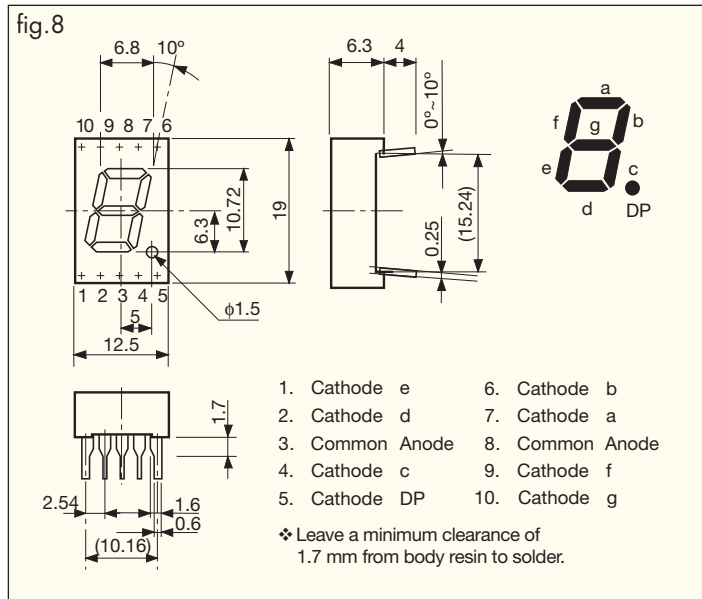 fig.8
6.8
10°
10 9 8 7 6
6.3
10.72
19
1 2 3 4 5
5
φ1.5
12.5
6.3
4
0°~10°
0.25
(15.24)
a
f
g
b
e
c
d
DP
1.7
2.54
1.6
0.6
(10.16)
1. Cathode e
2. Cathode d
3. Common Anode
4. Cathode c
5. Cathode DP
6. Cathode b
7. Cathode a
8. Common Anode
9. Cathode f
10. Cathode g
❖ Leave a minimum clearance of
1.7 mm from body resin to solder.